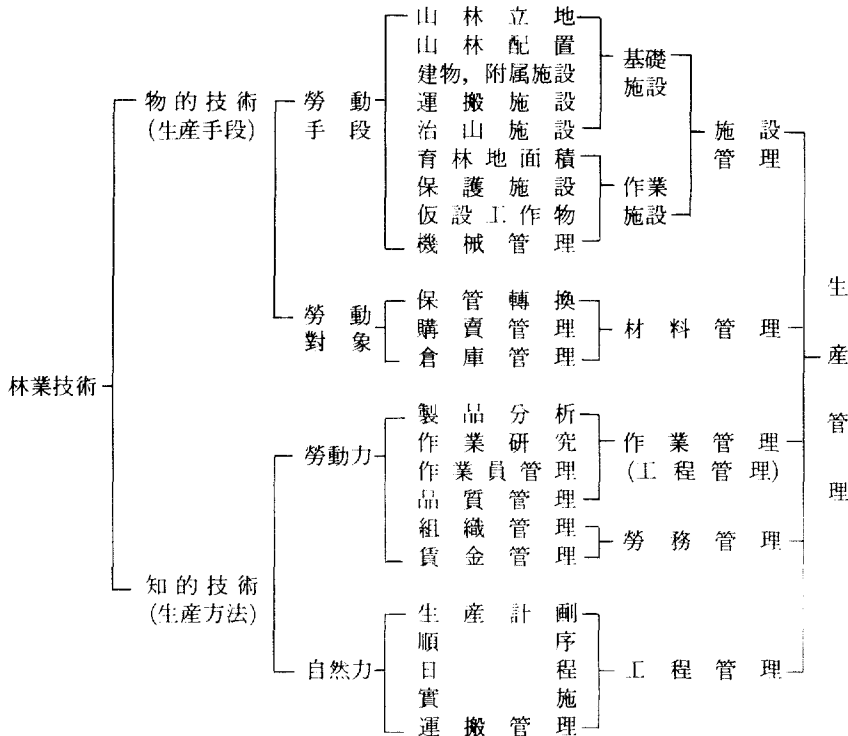 山林立地
山林配置
建物, 附属施設
運搬施設
治山施設
育林地面積
保護施設
仮設工作物
機械管理
基礎
施設
作業
施設
施設
管理
物的技術
(生産手段)
勞動
手段
勞動
對象
保管轉換
購賣管理
倉庫管理
材料管理
林業技術
生産管理
製品分析
作業研究
作業員管理
品質管理
組織管理
賃金管理
作業管理
(工程管理)
勞務管理
勞動力
知的技術
(生産方法)
自然力
生産計劃
順序
日程
實施
運搬管理
工程管理